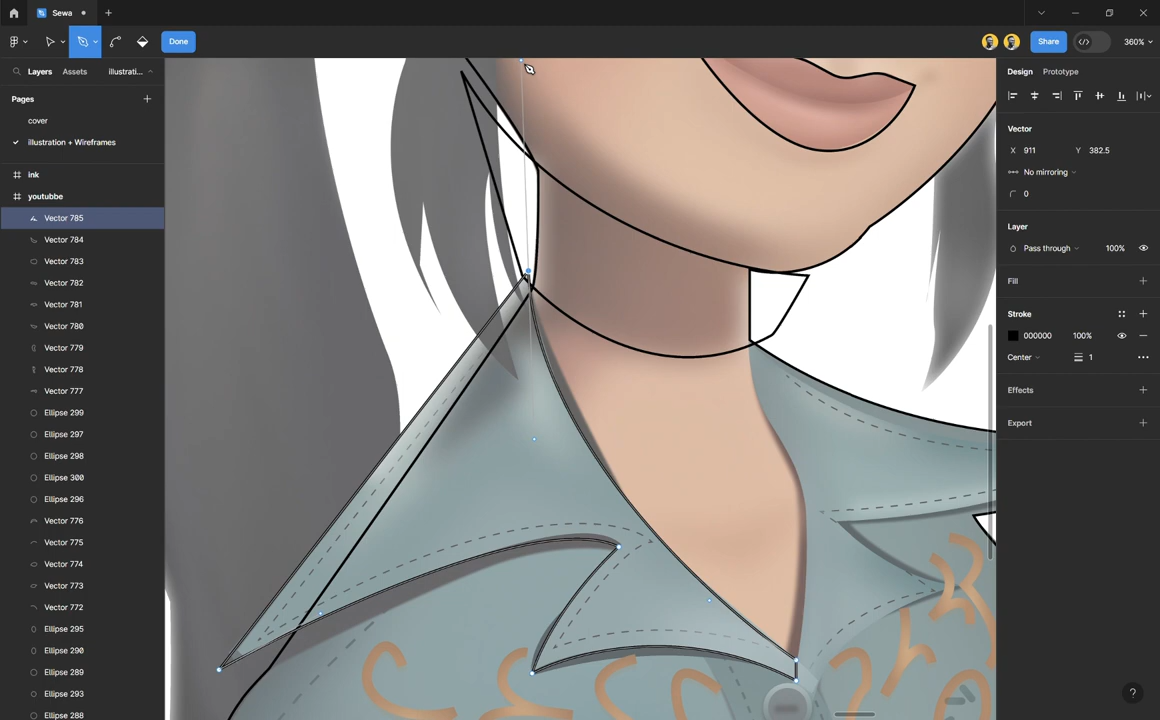 Sewa
Done
Share
360%
Layers
Assets
illustrati...
Pages
cover
illustration + Wireframes
ink
youtubbe
Vector 785
Vector 784
Vector 783
Vector 782
Vector 781
Vector 780
Vector 779
Vector 778
Vector 777
Ellipse 299
Ellipse 297
Ellipse 298
Ellipse 300
Ellipse 296
Vector 776
Vector 775
Vector 774
Vector 773
Vector 772
Ellipse 295
Ellipse 290
Ellipse 289
Ellipse 293
Ellipse 288
Design
Prototype
Vector
X 911 Y 382.5
No mirroring
0
Layer
Pass through 100%
Fill
Stroke
000000 100%
Center 1
Effects
Export
?